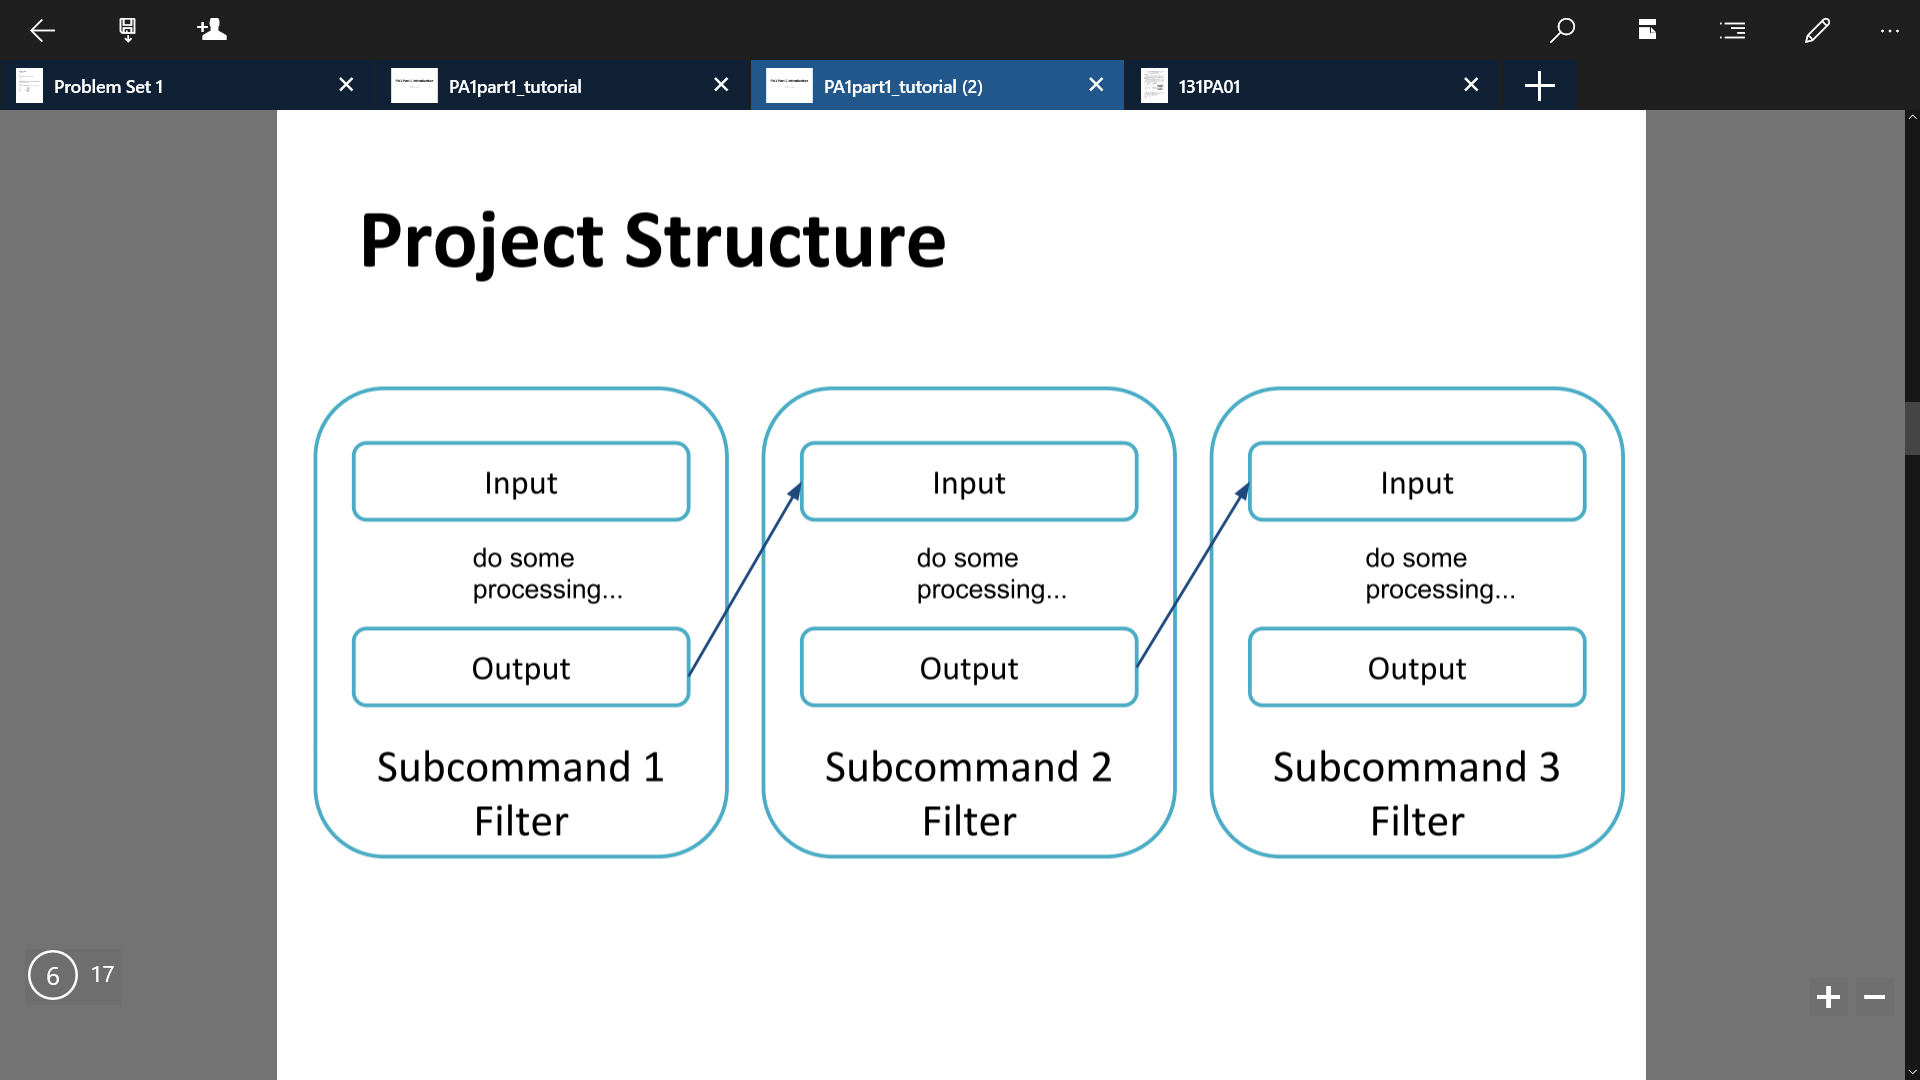 Problem Set 1
PA1part1_tutorial
PA1part1_tutorial (2)
131PA01
Project Structure
Input
do some
processing...
Output
Subcommand 1
Filter
Input
do some
processing...
Output
Subcommand 2
Filter
Input
do some
processing...
Output
Subcommand 3
Filter
6 17